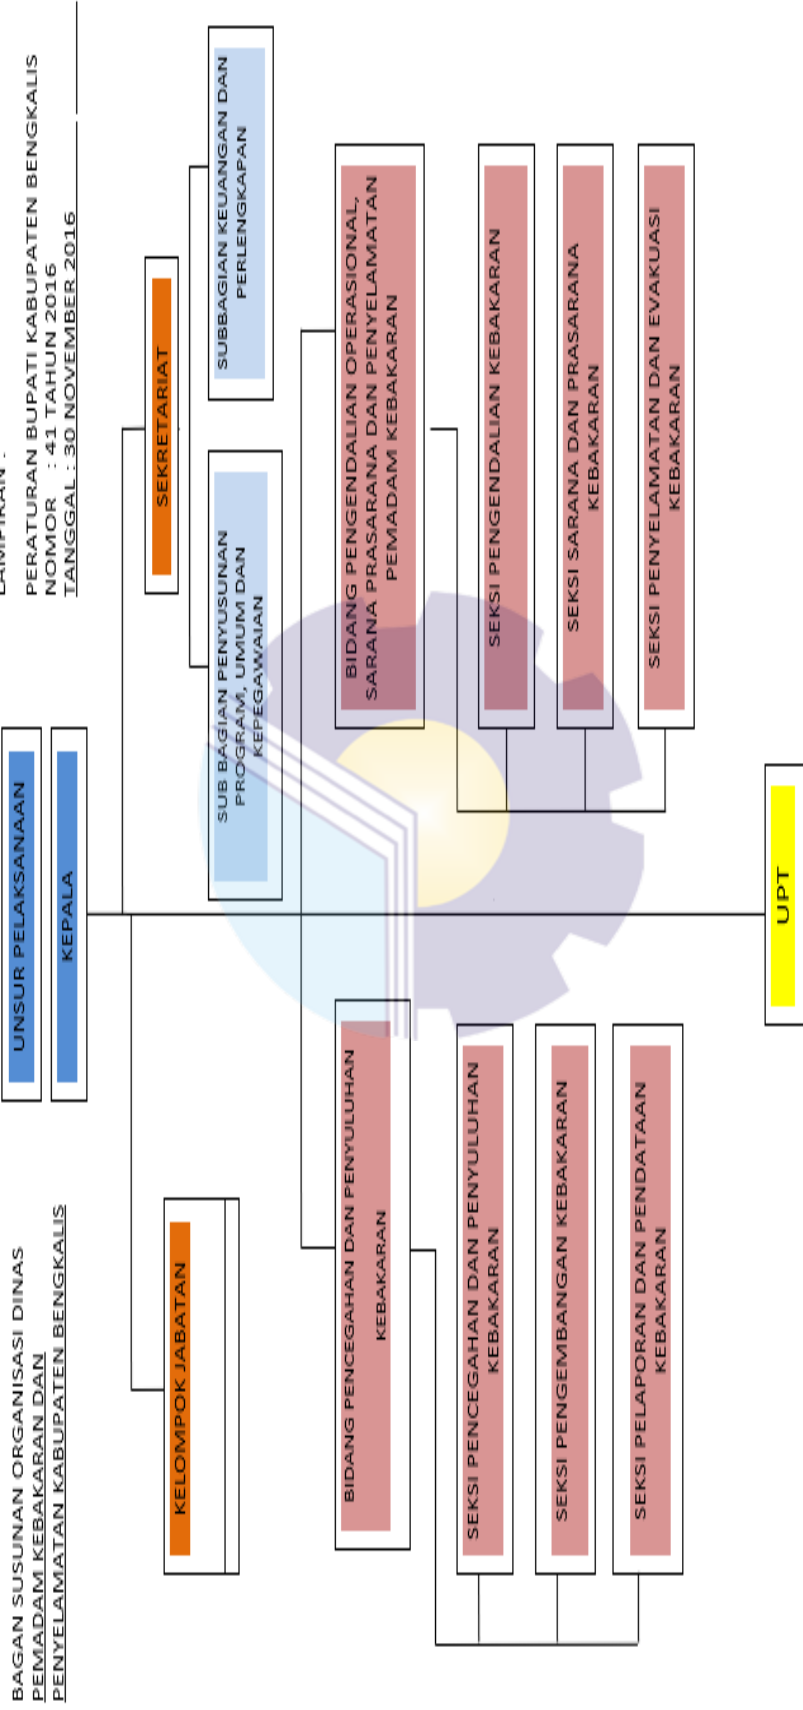 BAGAN SUSUNAN ORGANISASI DINAS
PEMADAM KEBAKARAN DAN
PENYELAMATAN KABUPATEN BENGKALIS
LAMPIRAN :
PERATURAN BUPATI KABUPATEN BENGKALIS
NOMOR : 41 TAHUN 2016
TANGGAL : 30 NOVEMBER 2016
UNSUR PELAKSANAAN
KEPALA
KELOMPOK JABATAN
SEKRETARIAT
SUB BAGIAN PENYUSUNAN
PROGRAM, UMUM DAN
KEPEGAWAIAN
SUBBAGIAN KEUANGAN DAN
PERLENGKAPAN
BIDANG PENCEGAHAN DAN PENYULUHAN
KEBAKARAN
BIDANG PENGENDALIAN OPERASIONAL,
SARANA PRASARANA DAN PENYELAMATAN
PEMADAM KEBAKARAN
SEKSI PENCEGAHAN DAN PENYULUHAN
KEBAKARAN
SEKSI PENGEMBANGAN KEBAKARAN
SEKSI PELAPORAN DAN PENDATAAN
KEBAKARAN
SEKSI PENGENDALIAN KEBAKARAN
SEKSI SARANA DAN PRASARANA
KEBAKARAN
SEKSI PENYELAMATAN DAN EVAKUASI
KEBAKARAN
UPT